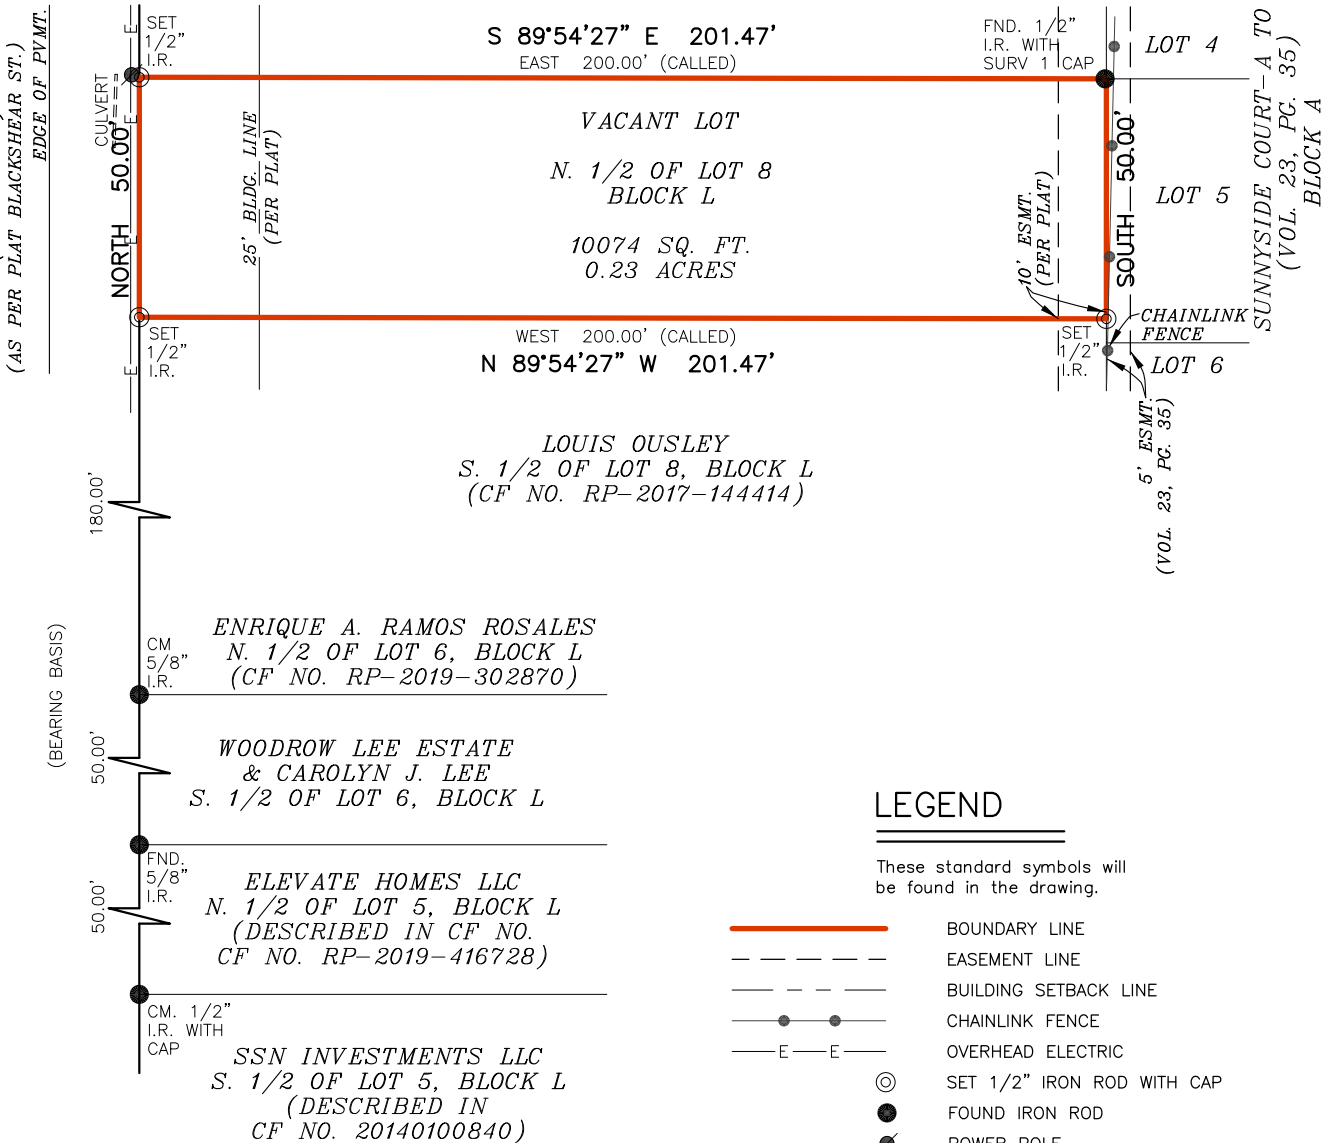 (AS PER PLAT BLACKSHEAR ST.)
EDGE OF PVMT.
CULVERT
SET
1/2"
I.R.
S 89°54'27" E 201.47'
EAST 200.00' (CALLED)
FND. 1/2"
I.R. WITH
SURV 1 CAP
LOT 4
SUNNYSIDE COURT-A TO
(VOL. 23, PG. 35)
BLOCK A
E
E
E
E
NORTH 50.00'
25' BLDG. LINE
(PER PLAT)
VACANT LOT
N. 1/2 OF LOT 8
BLOCK L
10074 SQ. FT.
0.23 ACRES
10' ESMT.
(PER PLAT)
SOUTH 50.00'
LOT 5
SET
1/2"
I.R.
WEST 200.00' (CALLED)
N 89°54'27" W 201.47'
SET
1/2"
I.R.
CHAINLINK
FENCE
LOT 6
5' ESMT.
(VOL. 23, PG. 35)
LOUIS OUSLEY
S. 1/2 OF LOT 8, BLOCK L
(CF NO. RP-2017-144414)
180.00'
(BEARING BASIS)
CM
5/8"
I.R.
ENRIQUE A. RAMOS ROSALES
N. 1/2 OF LOT 6, BLOCK L
(CF NO. RP-2019-302870)
50.00'
WOODROW LEE ESTATE
& CAROLYN J. LEE
S. 1/2 OF LOT 6, BLOCK L
FND.
5/8"
I.R.
50.00'
ELEVATE HOMES LLC
N. 1/2 OF LOT 5, BLOCK L
(DESCRIBED IN CF NO.
CF NO. RP-2019-416728)
CM. 1/2"
I.R. WITH
CAP
SSN INVESTMENTS LLC
S. 1/2 OF LOT 5, BLOCK L
(DESCRIBED IN
CF NO. 20140100840)
LEGEND
These standard symbols will
be found in the drawing.
BOUNDARY LINE
EASEMENT LINE
BUILDING SETBACK LINE
CHAINLINK FENCE
E E OVERHEAD ELECTRIC
SET 1/2" IRON ROD WITH CAP
FOUND IRON ROD
POWER POLE